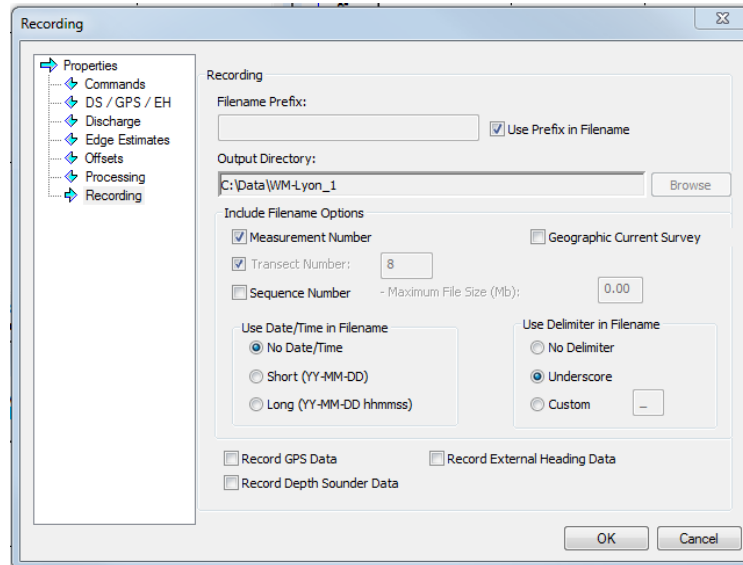 Recording
Properties
Commands
DS / GPS / EH
Discharge
Edge Estimates
Offsets
Processing
Recording
Recording
Filename Prefix:
Use Prefix in Filename
Output Directory:
C:\Data\WM-Lyon_1
Browse
Include Filename Options
Measurement Number
Geographic Current Survey
Transect Number:
8
Sequence Number
- Maximum File Size (Mb):
0.00
Use Date/Time in Filename
No Date/Time
Short (YY-MM-DD)
Long (YY-MM-DD hhmmss)
Use Delimiter in Filename
No Delimiter
Underscore
Custom
_
Record GPS Data
Record External Heading Data
Record Depth Sounder Data
OK
Cancel